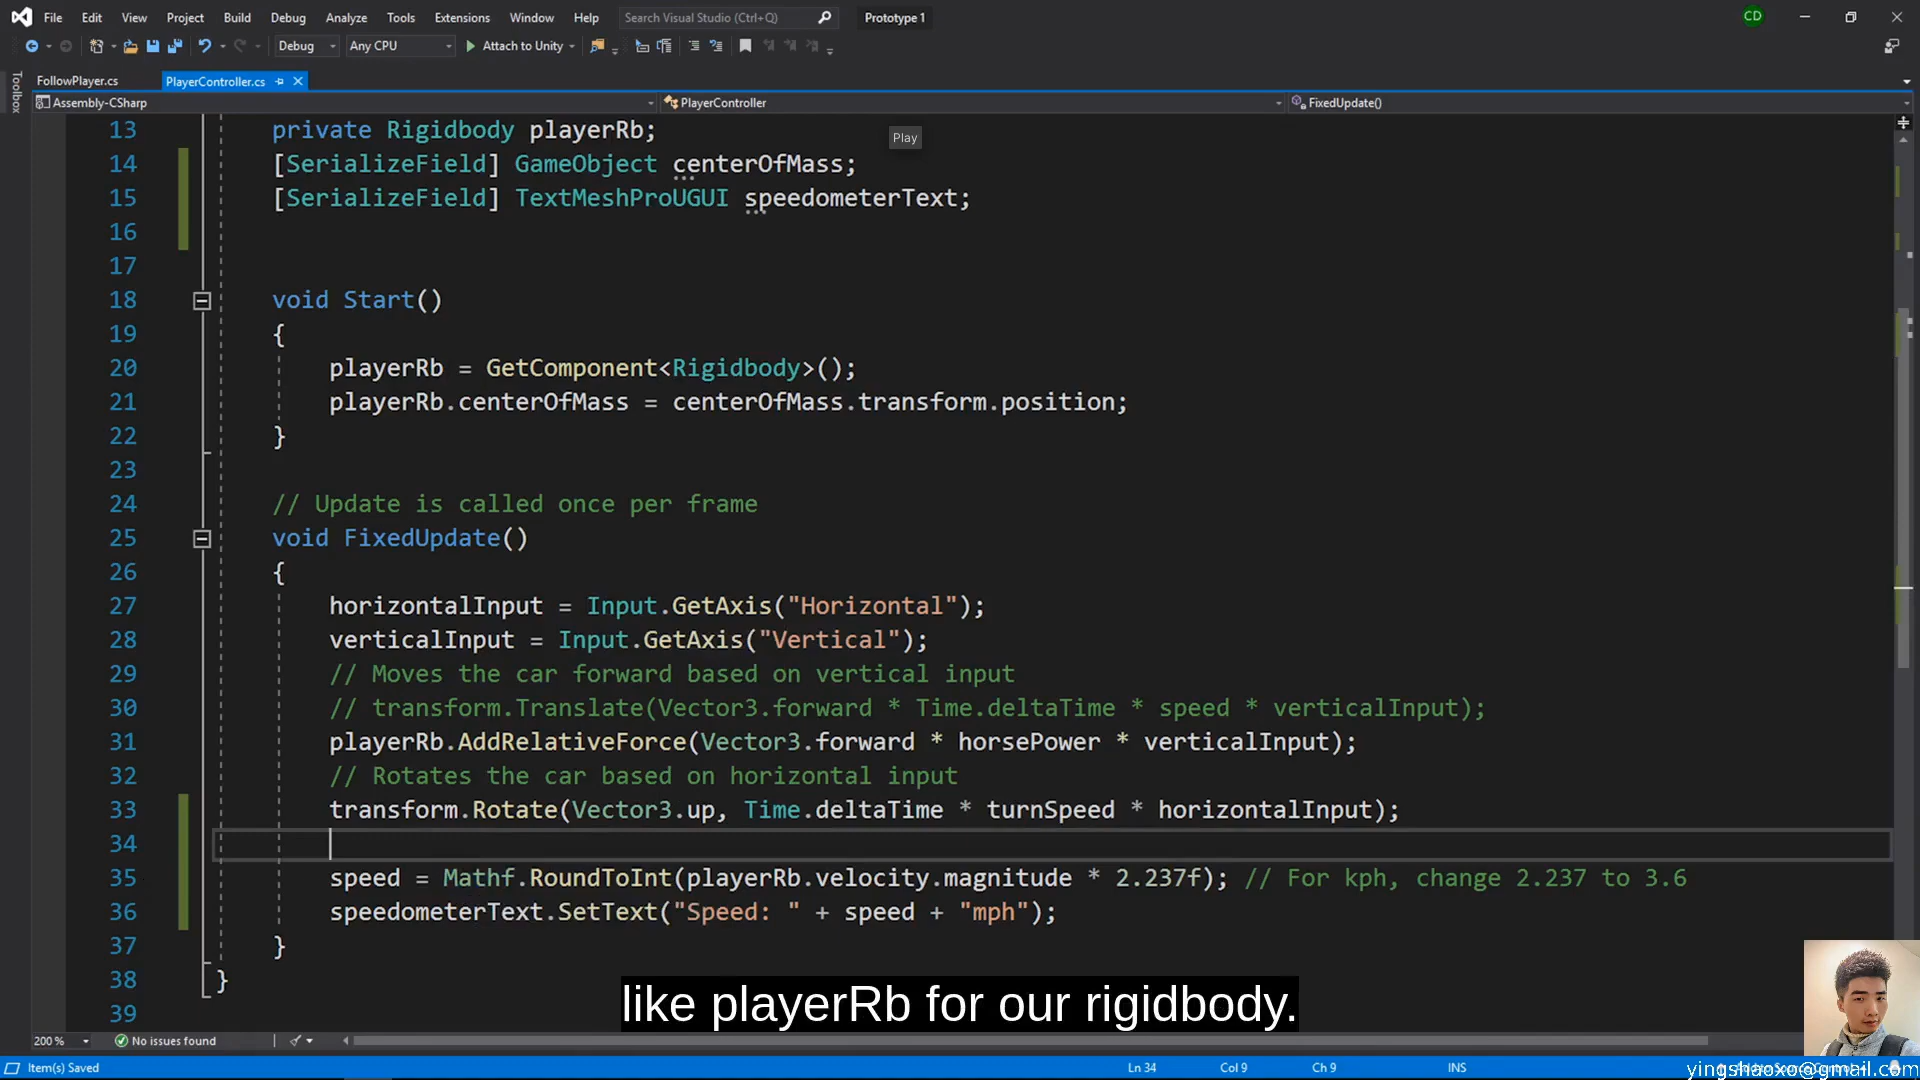 File Edit View Project Build Debug Analyze Tools Extensions Window Help Search Visual Studio (Ctrl+Q) Prototype 1 CD
Debug Any CPU Attach to Unity
Toolbox
FollowPlayer.cs PlayerController.cs
Assembly-CSharp PlayerController FixedUpdate()
Play
13 private Rigidbody playerRb;
14 [SerializeField] GameObject centerOfMass;
15 [SerializeField] TextMeshProUGUI speedometerText;
16
17
18 void Start()
19 {
20 playerRb = GetComponent<Rigidbody>();
21 playerRb.centerOfMass = centerOfMass.transform.position;
22 }
23
24 // Update is called once per frame
25 void FixedUpdate()
26 {
27 horizontalInput = Input.GetAxis("Horizontal");
28 verticalInput = Input.GetAxis("Vertical");
29 // Moves the car forward based on vertical input
30 // transform.Translate(Vector3.forward * Time.deltaTime * speed * verticalInput);
31 playerRb.AddRelativeForce(Vector3.forward * horsePower * verticalInput);
32 // Rotates the car based on horizontal input
33 transform.Rotate(Vector3.up, Time.deltaTime * turnSpeed * horizontalInput);
34
35 speed = Mathf.RoundToInt(playerRb.velocity.magnitude * 2.237f); // For kph, change 2.237 to 3.6
36 speedometerText.SetText("Speed: " + speed + "mph");
37 }
38 }
39
like playerRb for our rigidbody.
200 % No issues found
Item(s) Saved Ln 34 Col 9 Ch 9 INS
yingshaoxo@gmail.com